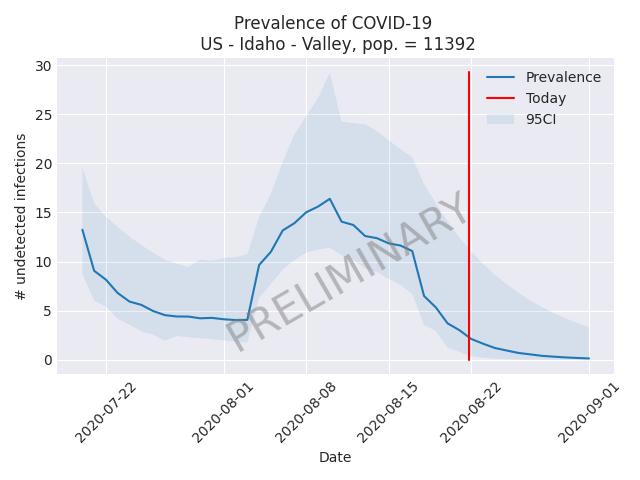 Prevalence of COVID-19
US - Idaho - Valley, pop. = 11392
# undetected infections
30
25
20
15
10
5
0
Prevalence
Today
95CI
PRELIMINARY
2020-07-22
2020-08-01
2020-08-08
2020-08-15
2020-08-22
2020-09-01
Date